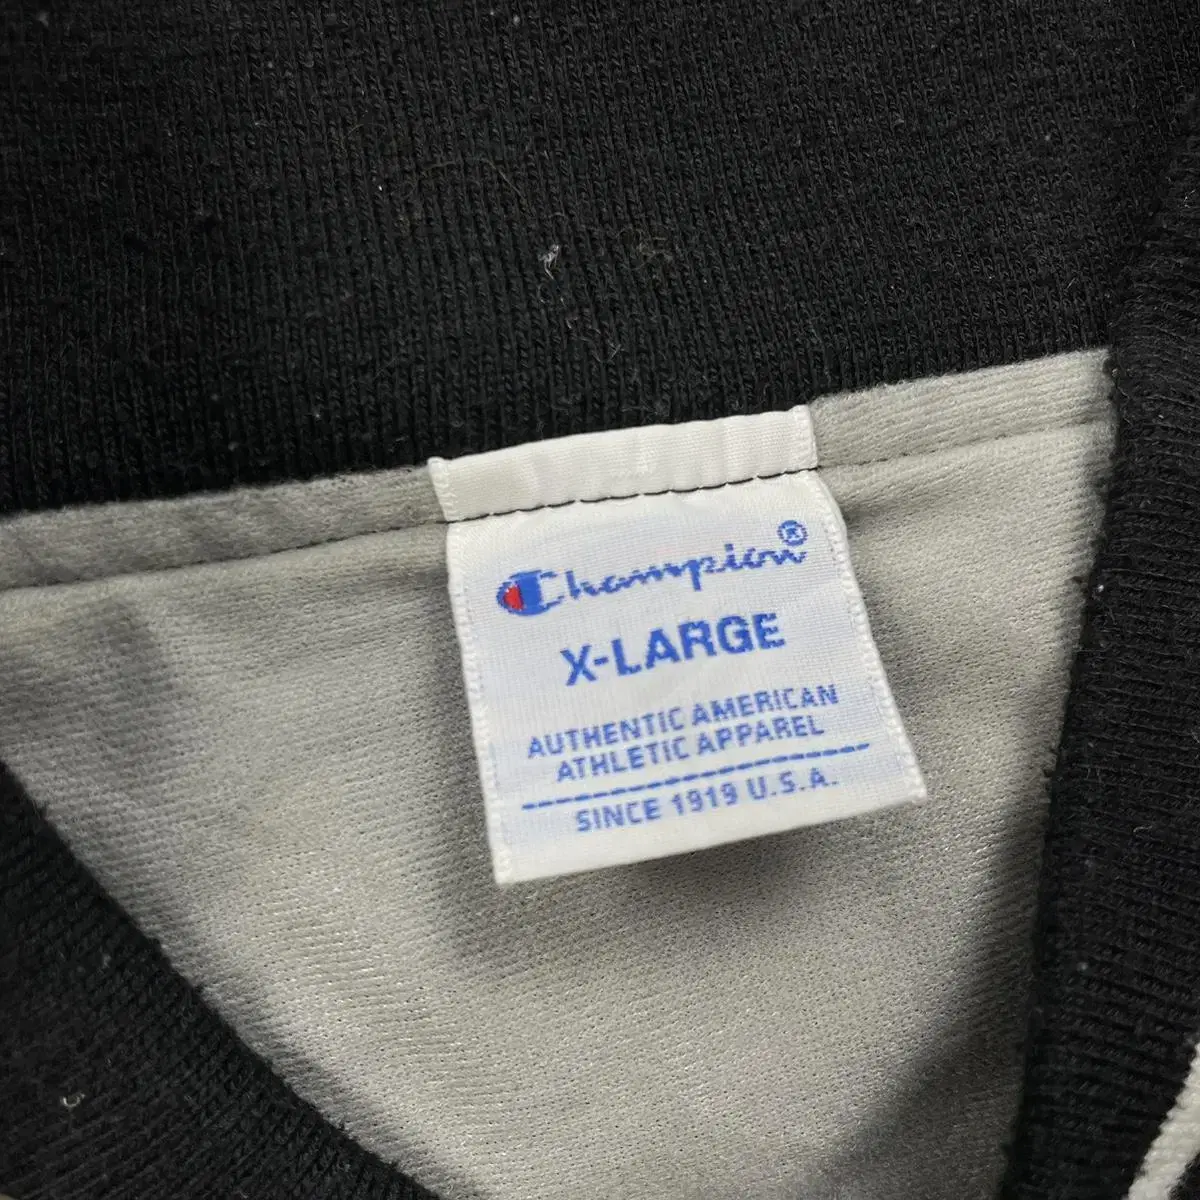 Champion®
X-LARGE
AUTHENTIC AMERICAN
ATHLETIC APPAREL
SINCE 1919 U.S.A.